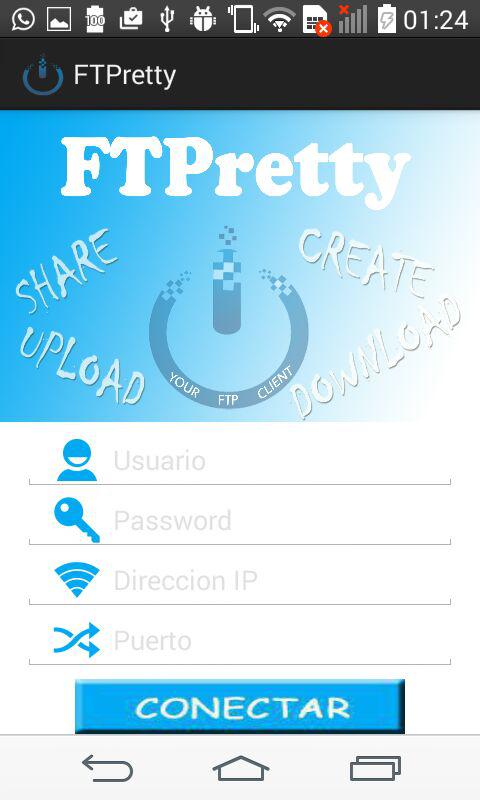 100 01:24
FTPretty
FTPretty
SHARE CREATE
UPLOAD DOWNLOAD
YOUR FTP CLIENT
Usuario
Password
Direccion IP
Puerto
CONECTAR